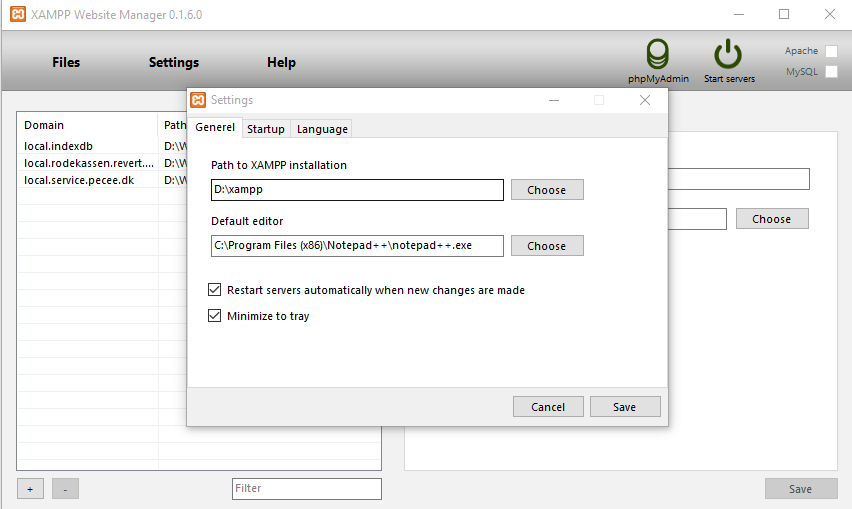 XAMPP Website Manager 0.1.6.0
Files Settings Help
phpMyAdmin
Start servers
Apache
MySQL
Settings
Generel Startup Language
Path to XAMPP installation
D:\xampp Choose
Default editor
C:\Program Files (x86)\Notepad++\notepad++.exe Choose
Restart servers automatically when new changes are made
Minimize to tray
Cancel Save
Domain Path
local.indexdb D:\W
local.rodekassen.revert.... D:\W
local.service.pecee.dk D:\W
Choose
+ - Filter
Save